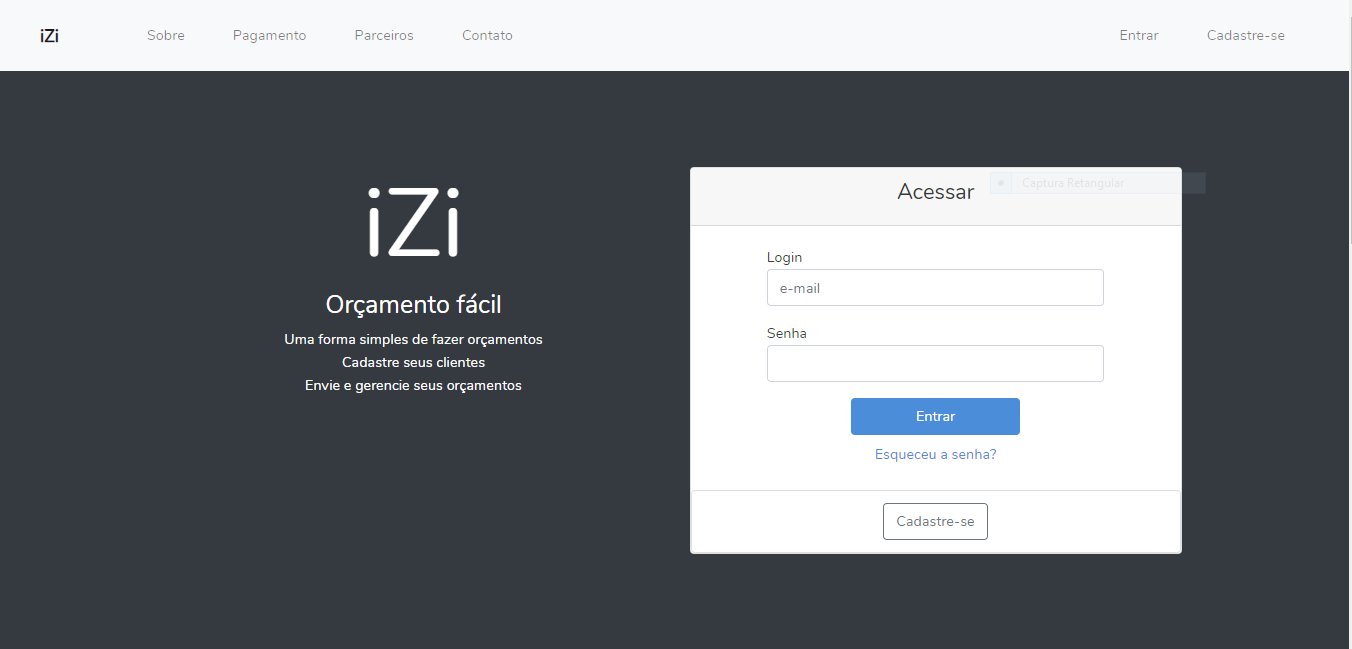 iZi
Sobre
Pagamento
Parceiros
Contato
Entrar
Cadastre-se
iZi
Orçamento fácil
Uma forma simples de fazer orçamentos
Cadastre seus clientes
Envie e gerencie seus orçamentos
Acessar
Captura Retangular
Login
e-mail
Senha
Entrar
Esqueceu a senha?
Cadastre-se